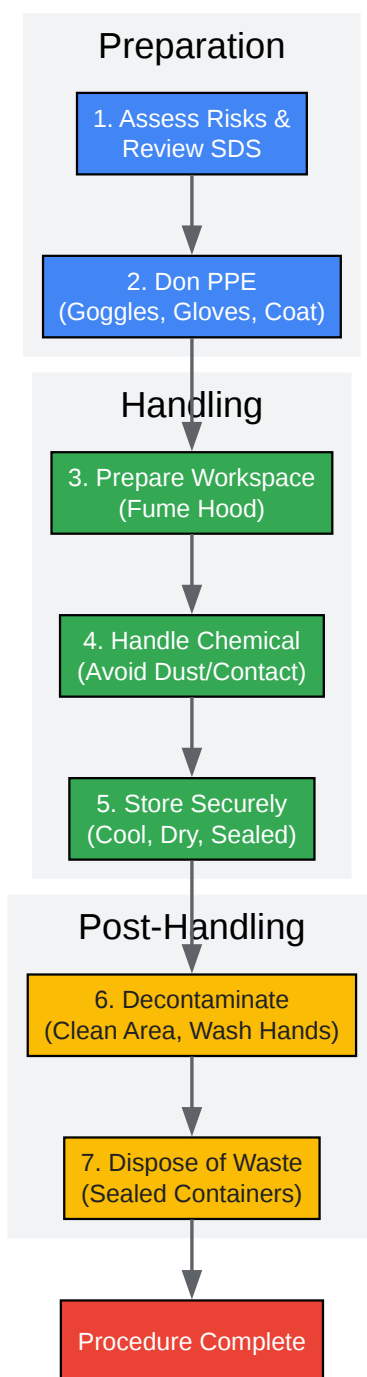 Preparation
1. Assess Risks &
Review SDS
2. Don PPE
(Goggles, Gloves, Coat)
Handling
3. Prepare Workspace
(Fume Hood)
4. Handle Chemical
(Avoid Dust/Contact)
5. Store Securely
(Cool, Dry, Sealed)
Post-Handling
6. Decontaminate
(Clean Area, Wash Hands)
7. Dispose of Waste
(Sealed Containers)
Procedure Complete